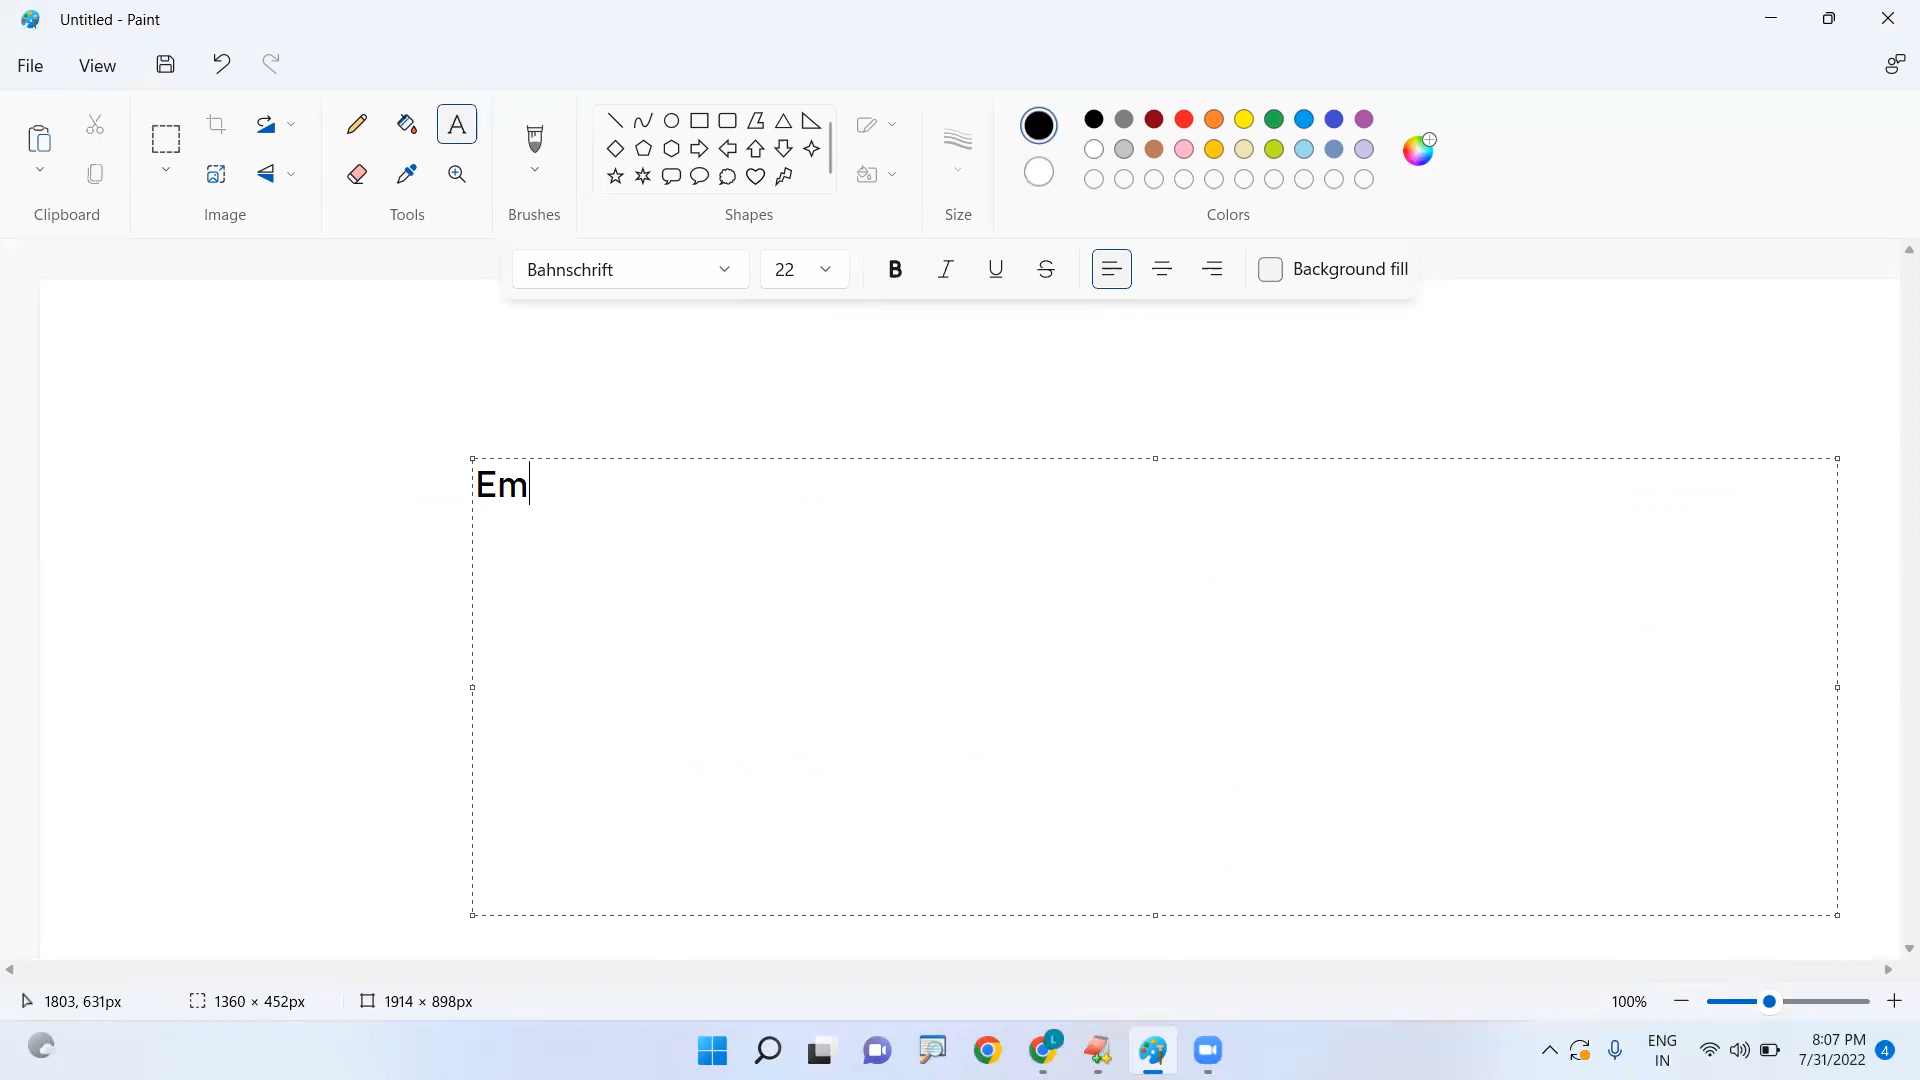 Untitled - Paint
File
View
Clipboard
Image
Tools
Brushes
Shapes
Size
Colors
Bahnschrift
22
B
I
U
Background fill
Em
1803, 631px
1360 × 452px
1914 × 898px
100%
L
ENG
IN
8:07 PM
7/31/2022
4